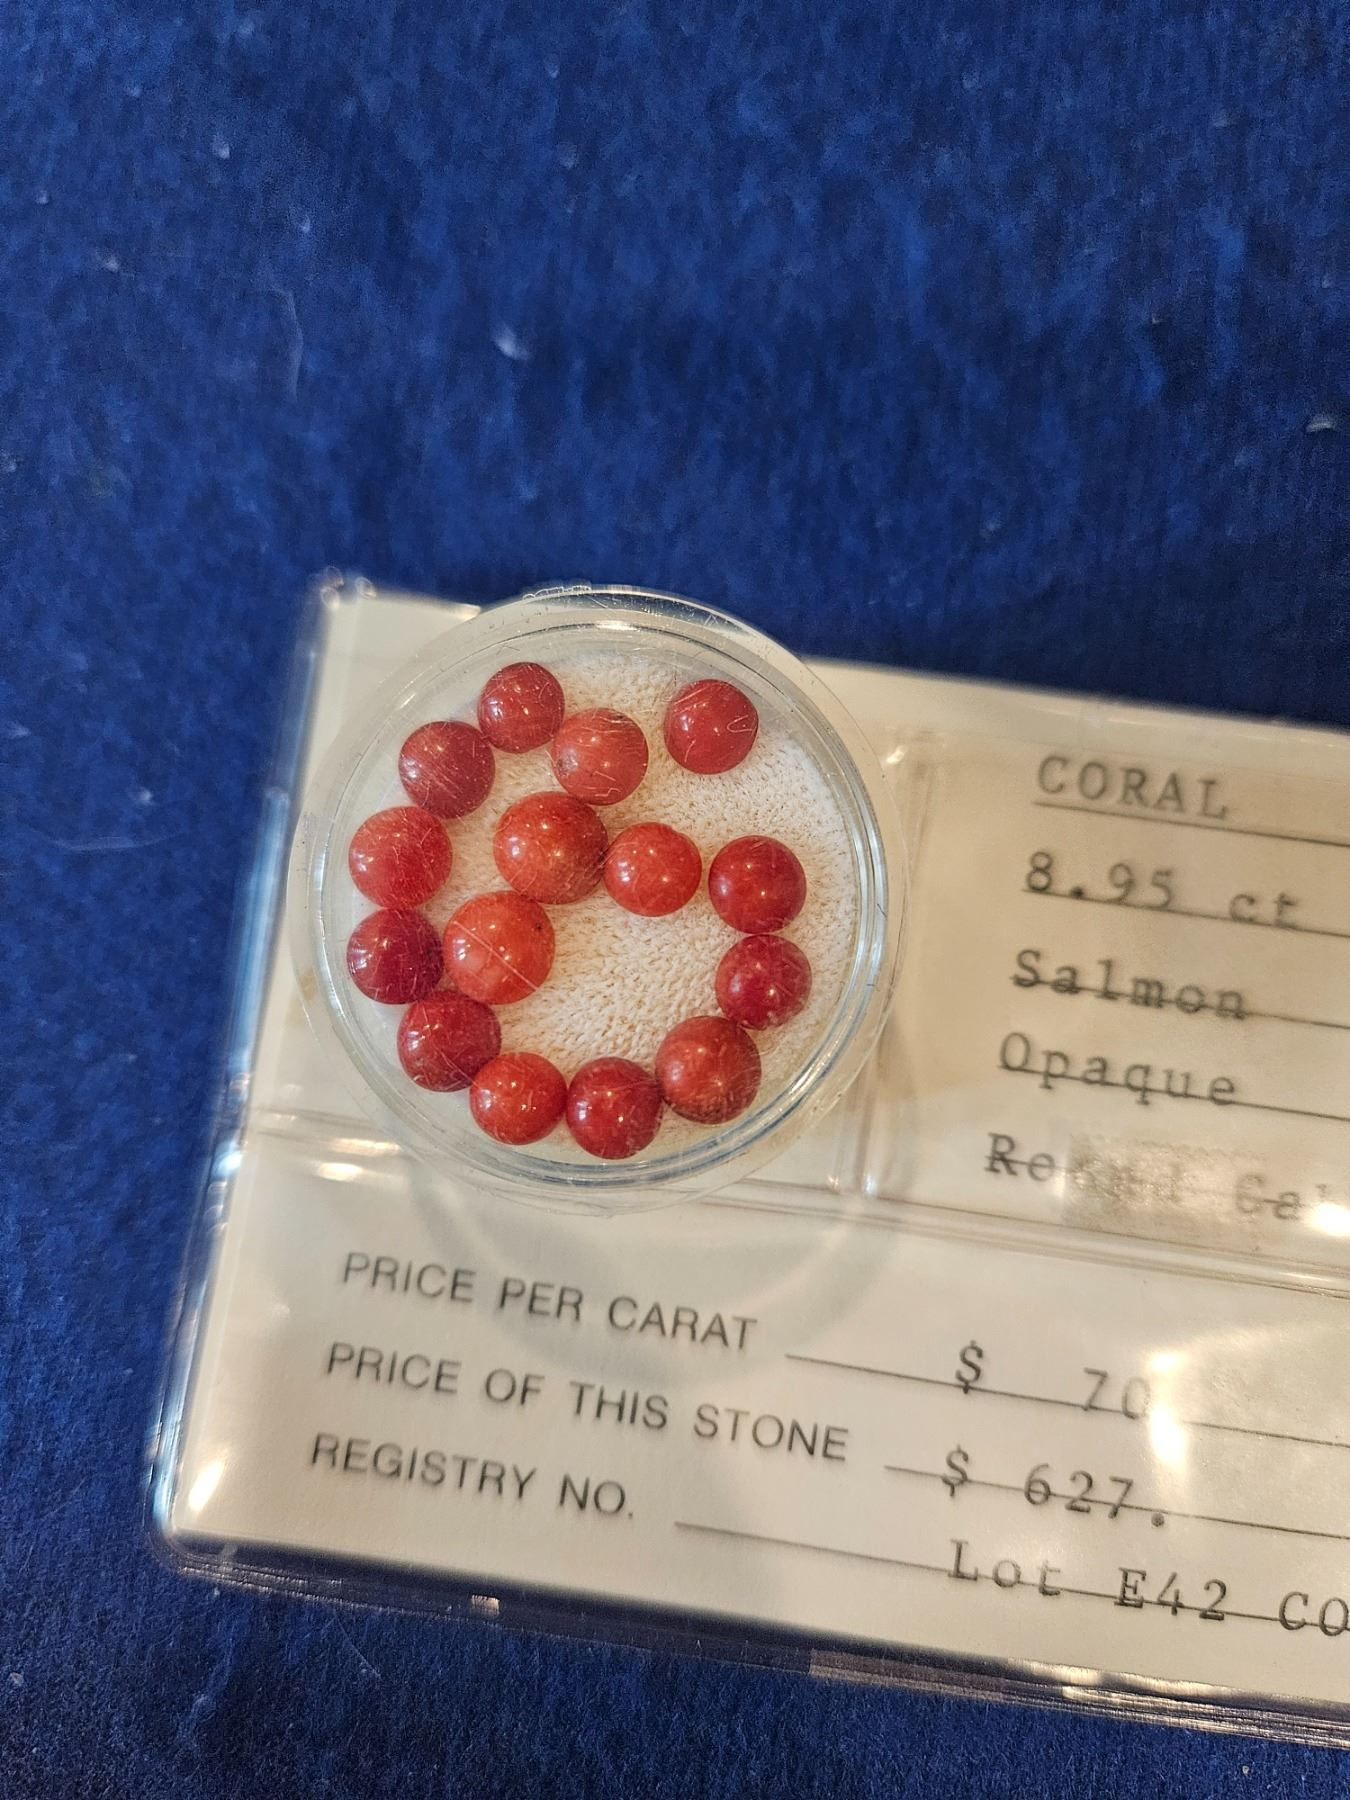 CORAL
8.95 ct
Salmon
Opaque
PRICE PER CARAT $ 70
PRICE OF THIS STONE $ 627.
REGISTRY NO. Lot E42 CO